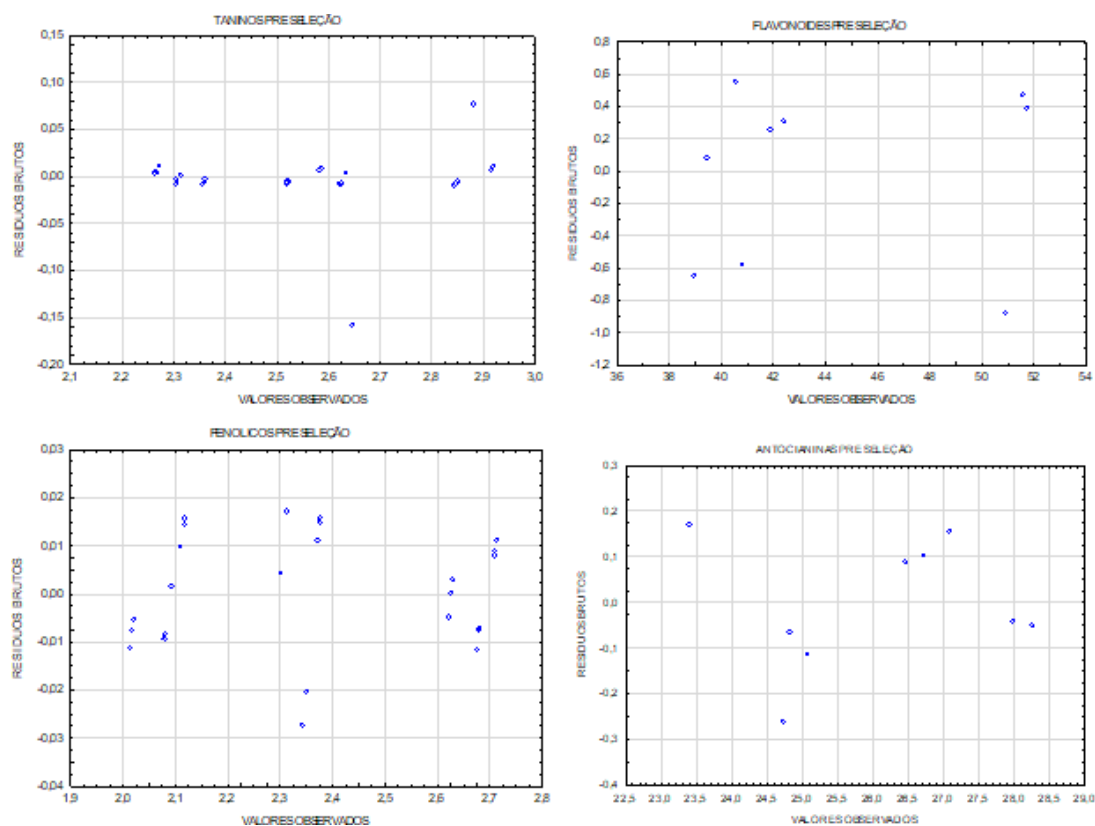 TANINOS PRE SELEÇÃO
0,15
0,10
0,05
0,00
-0,05
-0,10
-0,15
-0,20
RESIDUOS BRUTOS
2,1 2,2 2,3 2,4 2,5 2,6 2,7 2,8 2,9 3,0
VALORES OBSERVADOS
FLAVONOIDES PRE SELEÇÃO
0,8
0,6
0,4
0,2
0,0
-0,2
-0,4
-0,6
-0,8
-1,0
-1,2
RESIDUOS BRUTOS
36 38 40 42 44 46 48 50 52 54
VALORES OBSERVADOS
FENOLICOS PRE SELEÇÃO
0,03
0,02
0,01
0,00
-0,01
-0,02
-0,03
-0,04
RESIDUOS BRUTOS
1,9 2,0 2,1 2,2 2,3 2,4 2,5 2,6 2,7 2,8
VALORES OBSERVADOS
ANTOCIANINAS PRE SELEÇÃO
0,3
0,2
0,1
0,0
-0,1
-0,2
-0,3
-0,4
RESIDUOS BRUTOS
22,5 23,0 23,5 24,0 24,5 25,0 25,5 26,0 26,5 27,0 27,5 28,0 28,5 29,0
VALORES OBSERVADOS